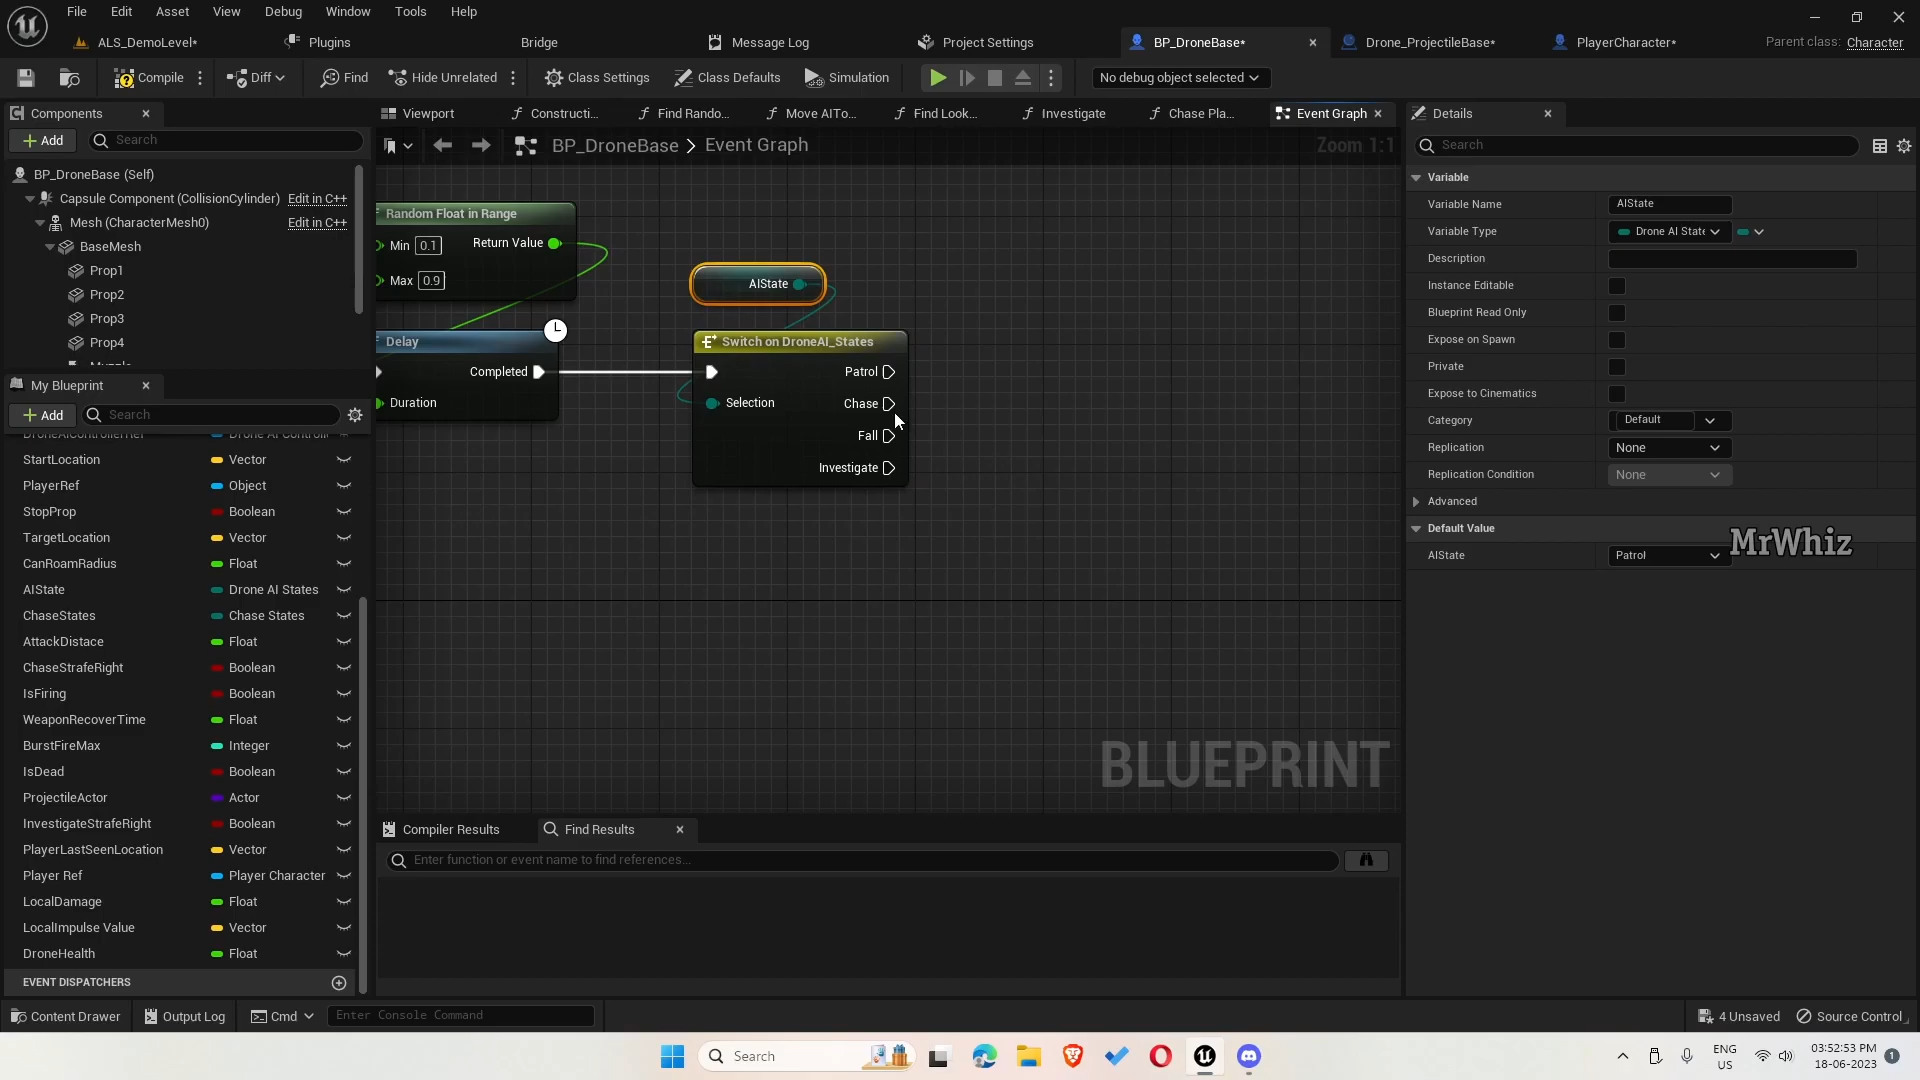 File Edit Asset View Debug Window Tools Help
ALS_DemoLevel* Plugins Bridge Message Log Project Settings BP_DroneBase* Drone_ProjectileBase* PlayerCharacter* Parent class: Character
Compile Diff Find Hide Unrelated Class Settings Class Defaults Simulation No debug object selected
Components Viewport Constructi... Find Rando... Move AITo... Find Look... Investigate Chase Pla... Event Graph Details
Add Search BP_DroneBase > Event Graph Zoom 1:1 Search
BP_DroneBase (Self)
Capsule Component (CollisionCylinder) Edit in C++
Mesh (CharacterMesh0) Edit in C++
BaseMesh
Prop1
Prop2
Prop3
Prop4
My Blueprint
Add Search
StartLocation Vector
PlayerRef Object
StopProp Boolean
TargetLocation Vector
CanRoamRadius Float
AIState Drone AI States
ChaseStates Chase States
AttackDistace Float
ChaseStrafeRight Boolean
IsFiring Boolean
WeaponRecoverTime Float
BurstFireMax Integer
IsDead Boolean
ProjectileActor Actor
InvestigateStrafeRight Boolean
PlayerLastSeenLocation Vector
Player Ref Player Character
LocalDamage Float
LocalImpulse Value Vector
DroneHealth Float
EVENT DISPATCHERS
Random Float in Range
Min 0.1 Return Value
Max 0.9
AIState
Delay
Completed
Duration
Switch on DroneAI_States
Patrol
Selection Chase
Fall
Investigate
BLUEPRINT
Compiler Results Find Results
Enter function or event name to find references...
Variable
Variable Name AIState
Variable Type Drone AI State
Description
Instance Editable
Blueprint Read Only
Expose on Spawn
Private
Expose to Cinematics
Category Default
Replication None
Replication Condition None
Advanced
Default Value
AIState Patrol
MrWhiz
Content Drawer Output Log Cmd Enter Console Command 4 Unsaved Source Control
Search ENG US 03:52:53 PM 18-06-2023 1